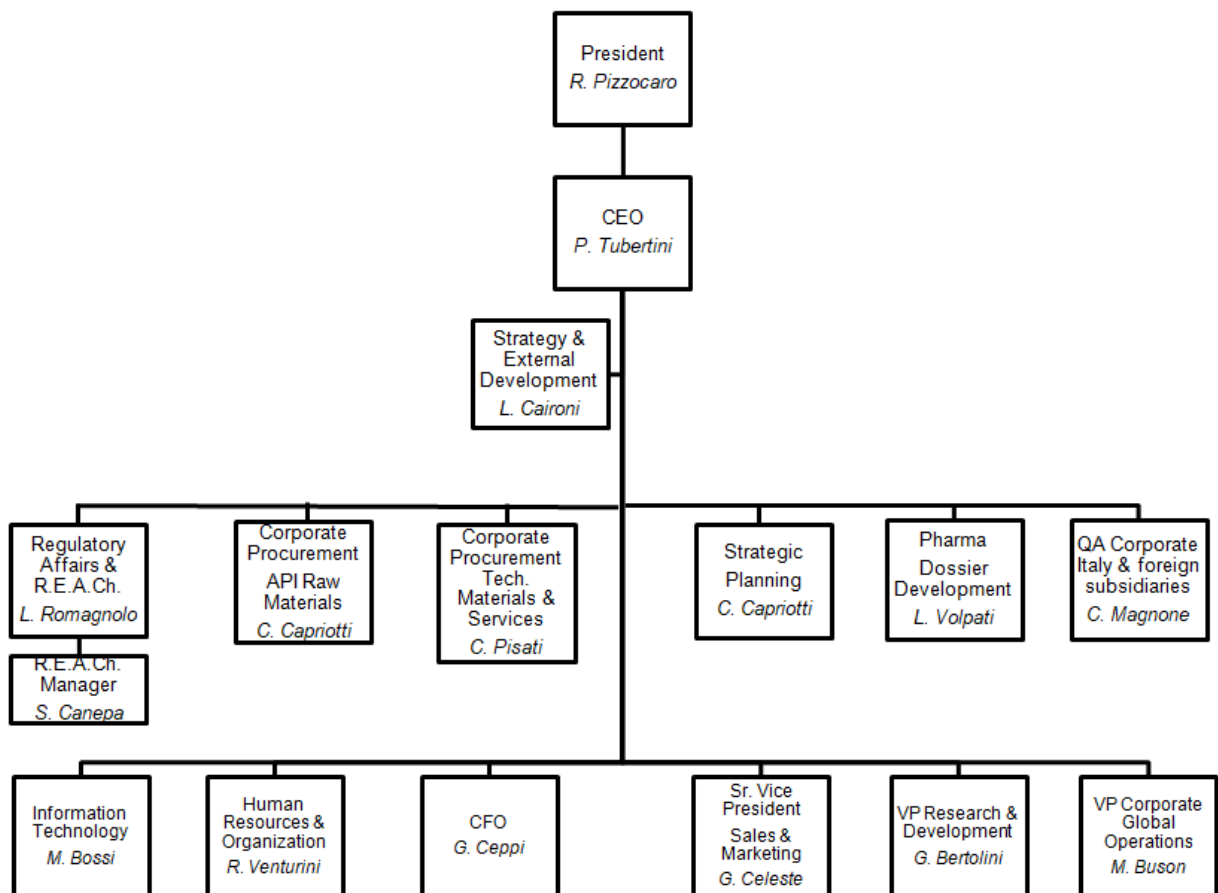 President
R. Pizzocaro
CEO
P. Tubertini
Strategy &
External
Development
L. Caironi
Regulatory
Affairs &
R.E.A.Ch.
L. Romagnolo
Corporate
Procurement
API Raw
Materials
C. Capriotti
Corporate
Procurement
Tech.
Materials &
Services
C. Pisati
Strategic
Planning
C. Capriotti
Pharma
Dossier
Development
L. Volpati
QA Corporate
Italy & foreign
subsidiaries
C. Magnone
R.E.A.Ch.
Manager
S. Canepa
Information
Technology
M. Bossi
Human
Resources &
Organization
R. Venturini
CFO
G. Ceppi
Sr. Vice
President
Sales &
Marketing
G. Celeste
VP Research &
Development
G. Bertolini
VP Corporate
Global
Operations
M. Buson